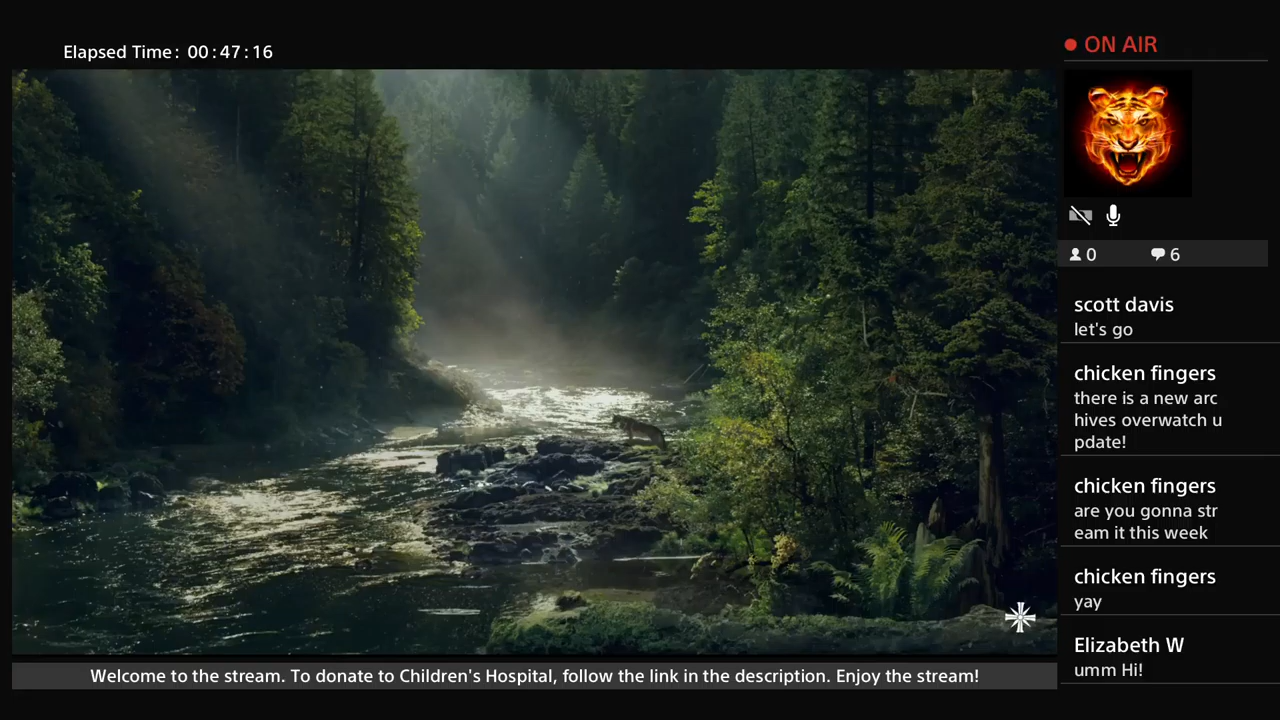 Elapsed Time: 00:47:16
ON AIR
0 6
scott davis
let's go
chicken fingers
there is a new arc
hives overwatch u
pdate!
chicken fingers
are you gonna str
eam it this week
chicken fingers
yay
Elizabeth W
umm Hi!
Welcome to the stream. To donate to Children's Hospital, follow the link in the description. Enjoy the stream!